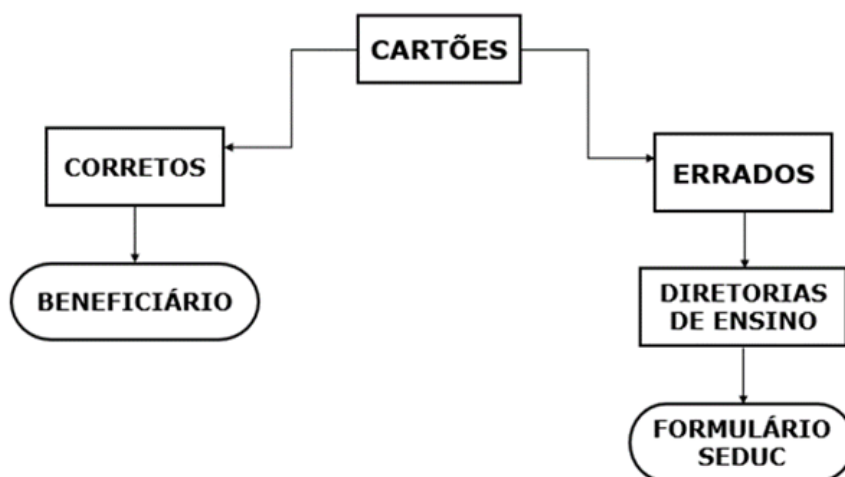 CARTÕES
CORRETOS
ERRADOS
BENEFICIÁRIO
DIRETORIAS
DE ENSINO
FORMULÁRIO
SEDUC